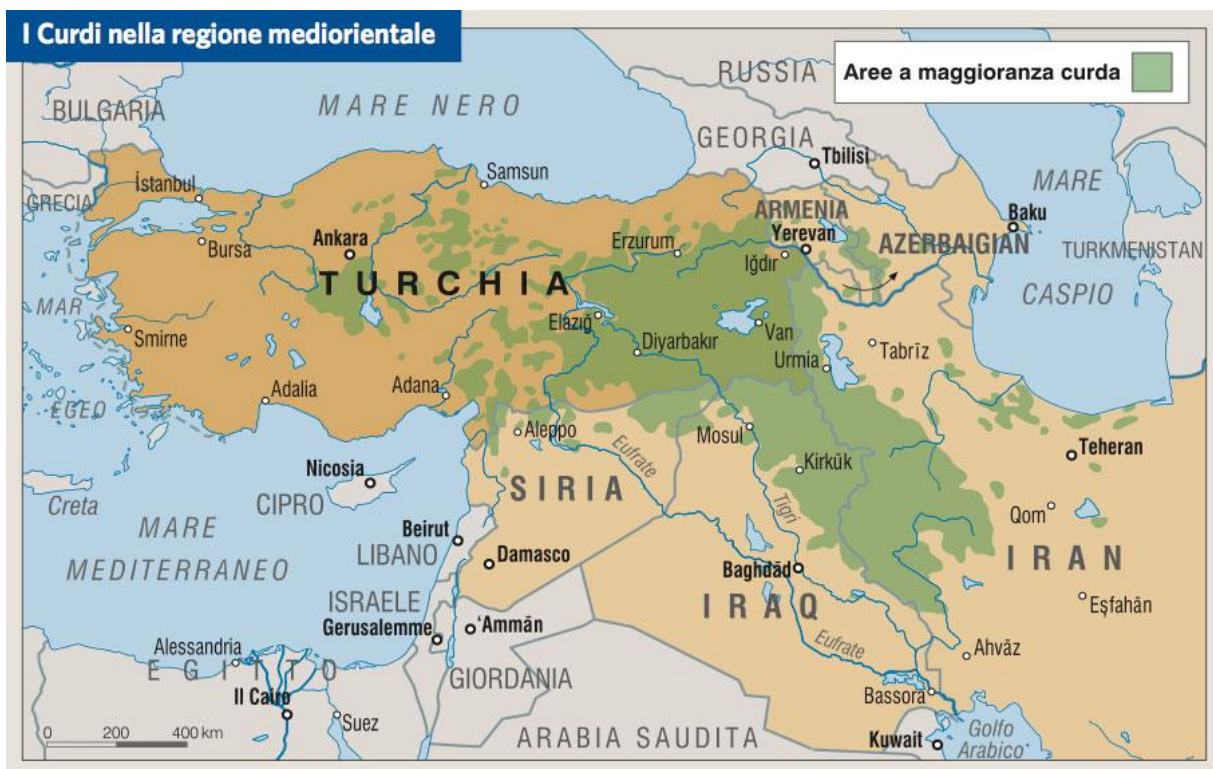 I Curdi nella regione mediorientale
Aree a maggioranza curda
RUSSIA
BULGARIA
MARE NERO
GEORGIA
Tbilisi
Samsun
MARE
CASPIO
İstanbul
GRECIA
ARMENIA
Yerevan
Baku
Bursa
Ankara
Erzurum
AZERBAIGIAN
TURKMENISTAN
Iğdır
TURCHIA
MAR
EGEO
Elazığ
Van
Smirne
Diyarbakır
Urmia
Tabrīz
Adalia
Adana
Aleppo
Eufrate
Mosul
Teheran
Nicosia
Kirkūk
SIRIA
Creta
CIPRO
Tigri
Qom
MARE
MEDITERRANEO
Beirut
LIBANO
Damasco
IRAN
Baghdād
IRAQ
ISRAELE
Eşfahān
Gerusalemme
'Ammān
Eufrate
Alessandria
EGITTO
GIORDANIA
Ahvāz
Il Cairo
Bassora
Suez
0 200 400 km
ARABIA SAUDITA
Kuwait
Golfo
Arabico